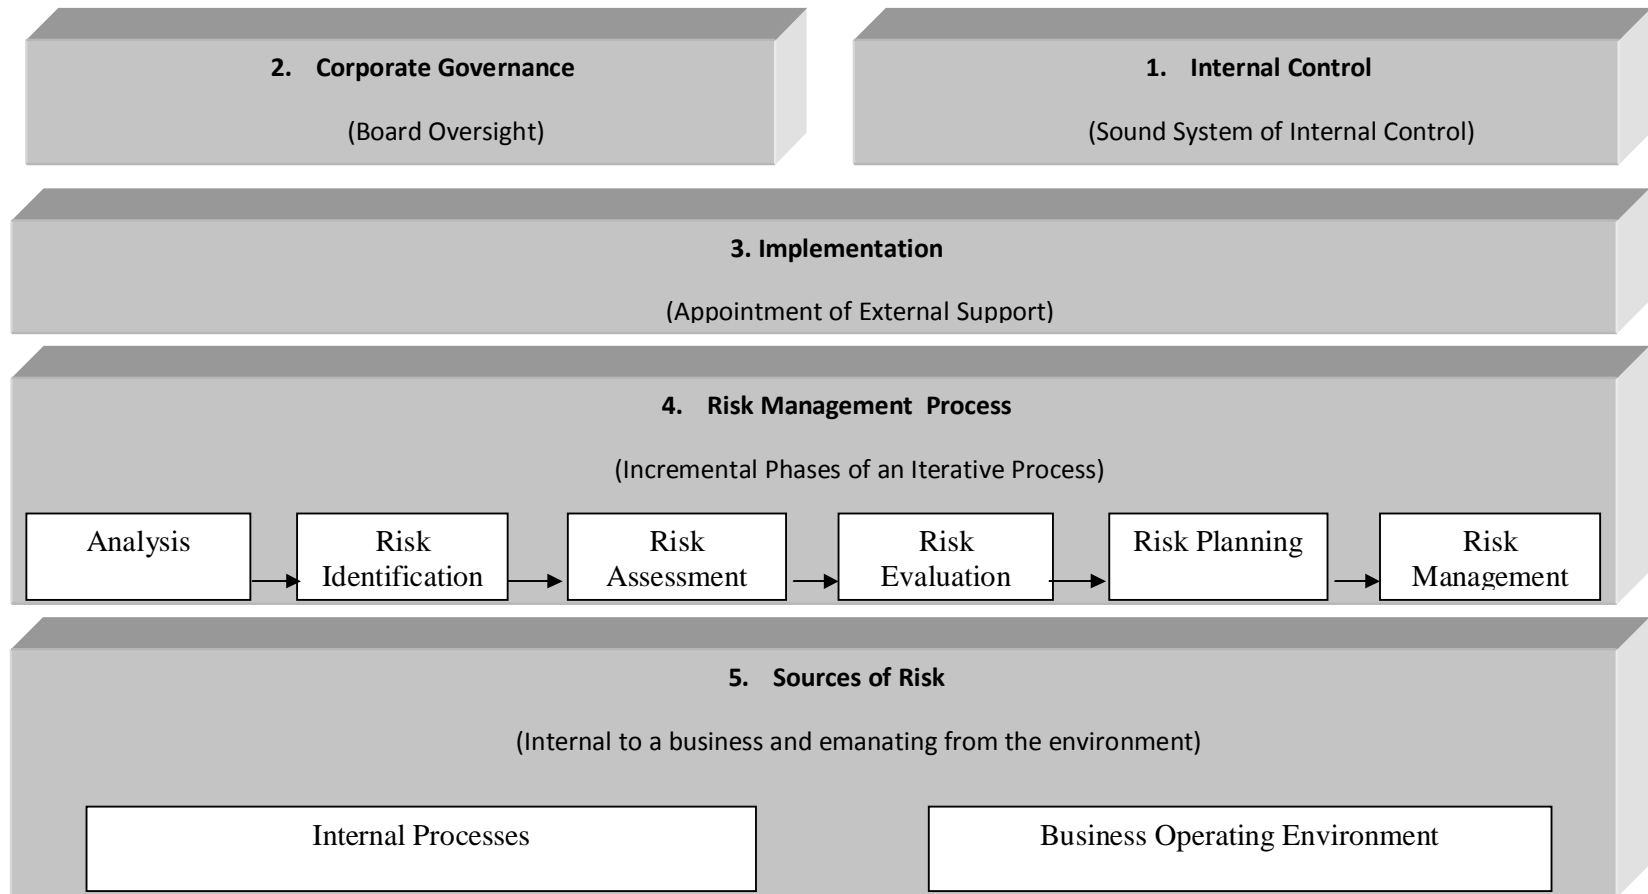 2. Corporate Governance
(Board Oversight)
1. Internal Control
(Sound System of Internal Control)
3. Implementation
(Appointment of External Support)
4. Risk Management Process
(Incremental Phases of an Iterative Process)
Analysis
Risk
Identification
Risk
Assessment
Risk
Evaluation
Risk Planning
Risk
Management
5. Sources of Risk
(Internal to a business and emanating from the environment)
Internal Processes
Business Operating Environment